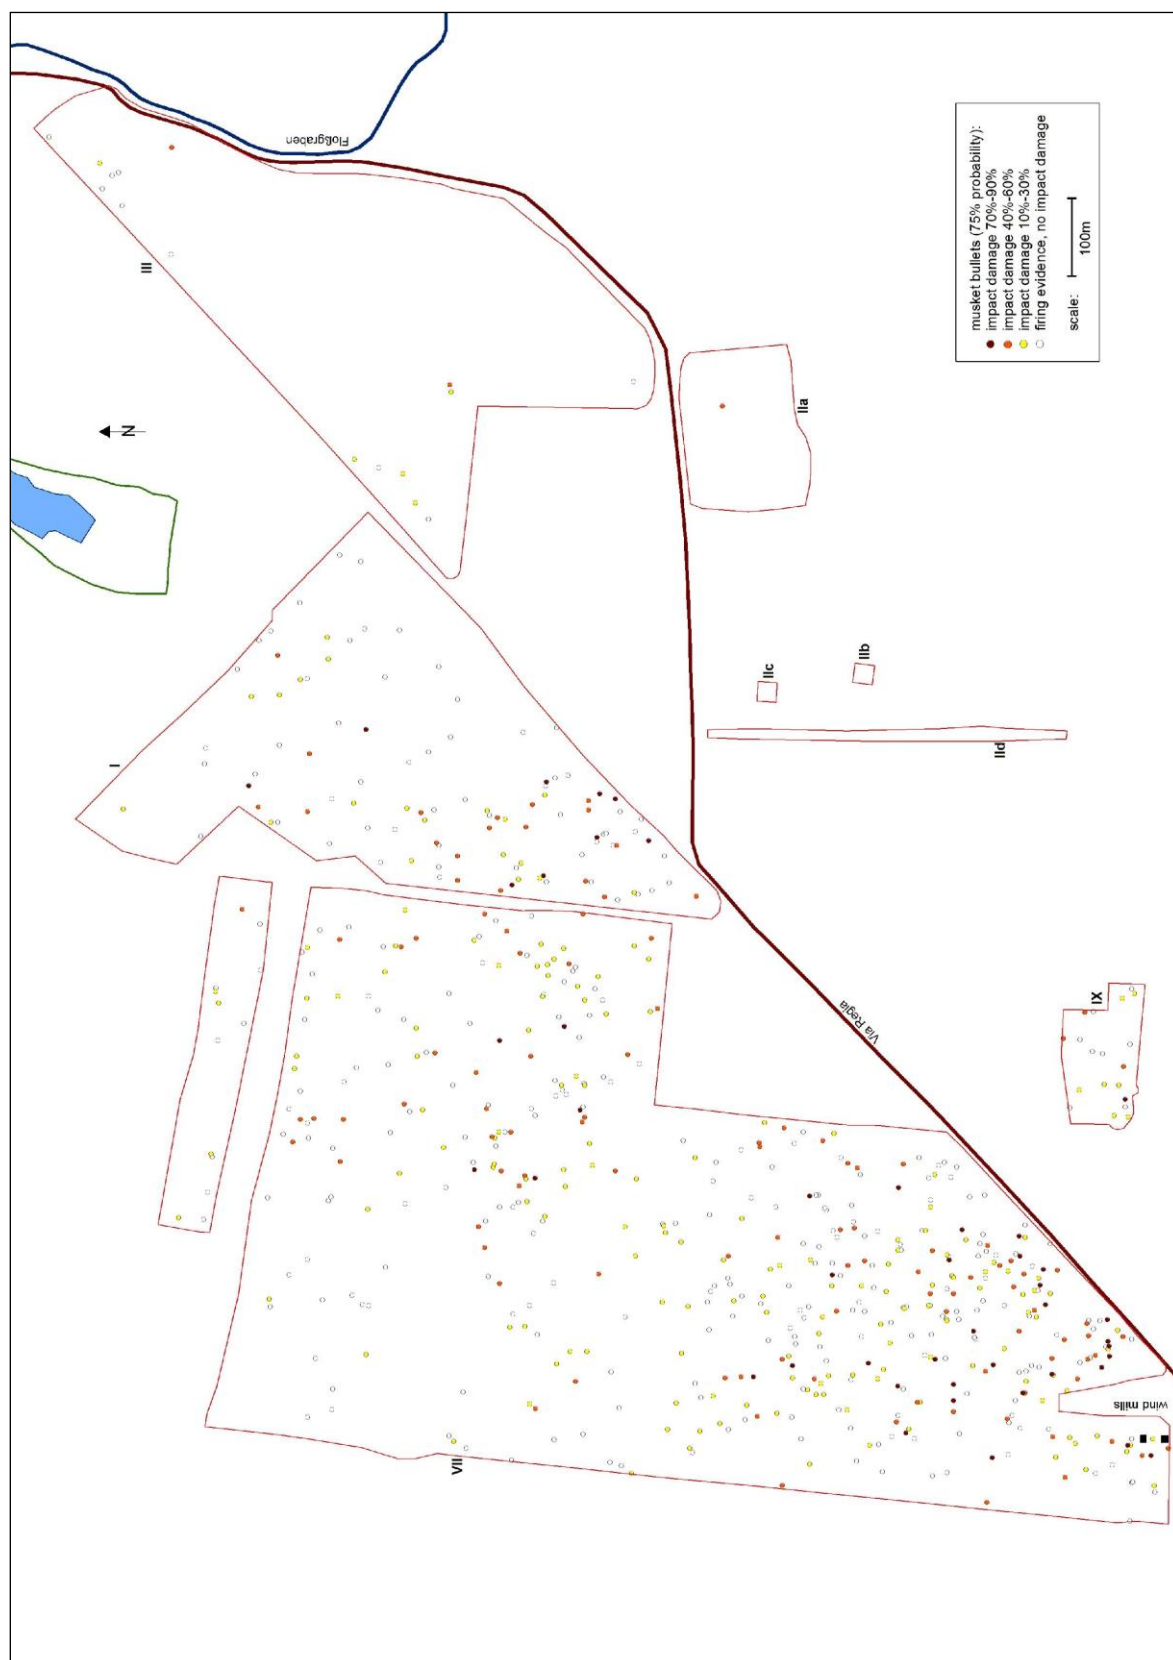 Floßgraben
III
N
musket bullets (75% probability):
impact damage 70%-90%
impact damage 40%-60%
impact damage 10%-30%
firing evidence, no impact damage
scale:
100m
IIa
I
IIc
IIb
IId
Via Regia
IX
VII
wind mills